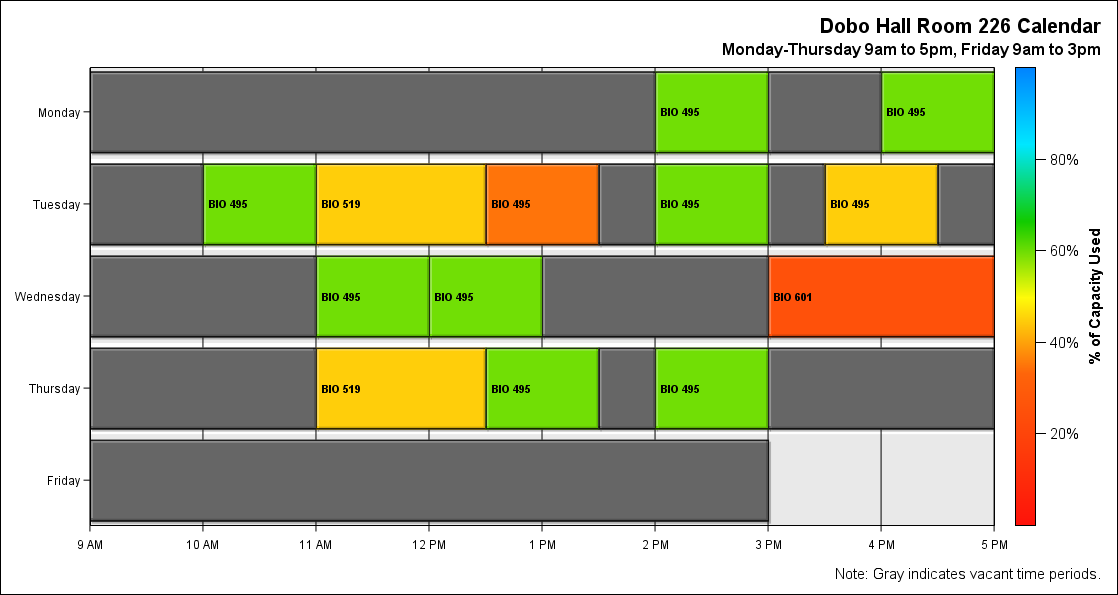 Dobo Hall Room 226 Calendar
Monday-Thursday 9am to 5pm, Friday 9am to 3pm
Monday
BIO 495
BIO 495
Tuesday
BIO 495
BIO 519
BIO 495
BIO 495
BIO 495
Wednesday
BIO 495
BIO 495
BIO 601
Thursday
BIO 519
BIO 495
BIO 495
Friday
9 AM
10 AM
11 AM
12 PM
1 PM
2 PM
3 PM
4 PM
5 PM
80%
60%
40%
20%
% of Capacity Used
Note: Gray indicates vacant time periods.